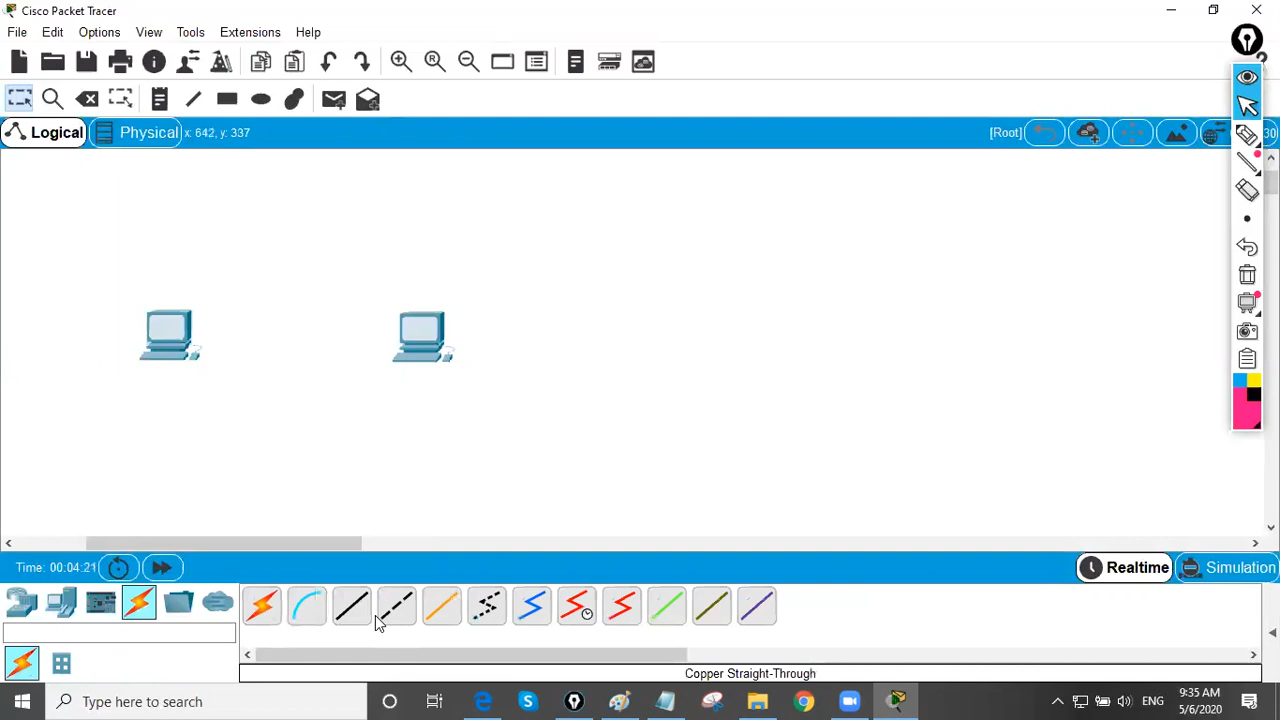 Cisco Packet Tracer
File Edit Options View Tools Extensions Help
Logical Physical x: 642, y: 337 [Root] 30
Time: 00:04:21 Realtime Simulation
Copper Straight-Through
Type here to search ENG 9:35 AM
5/6/2020